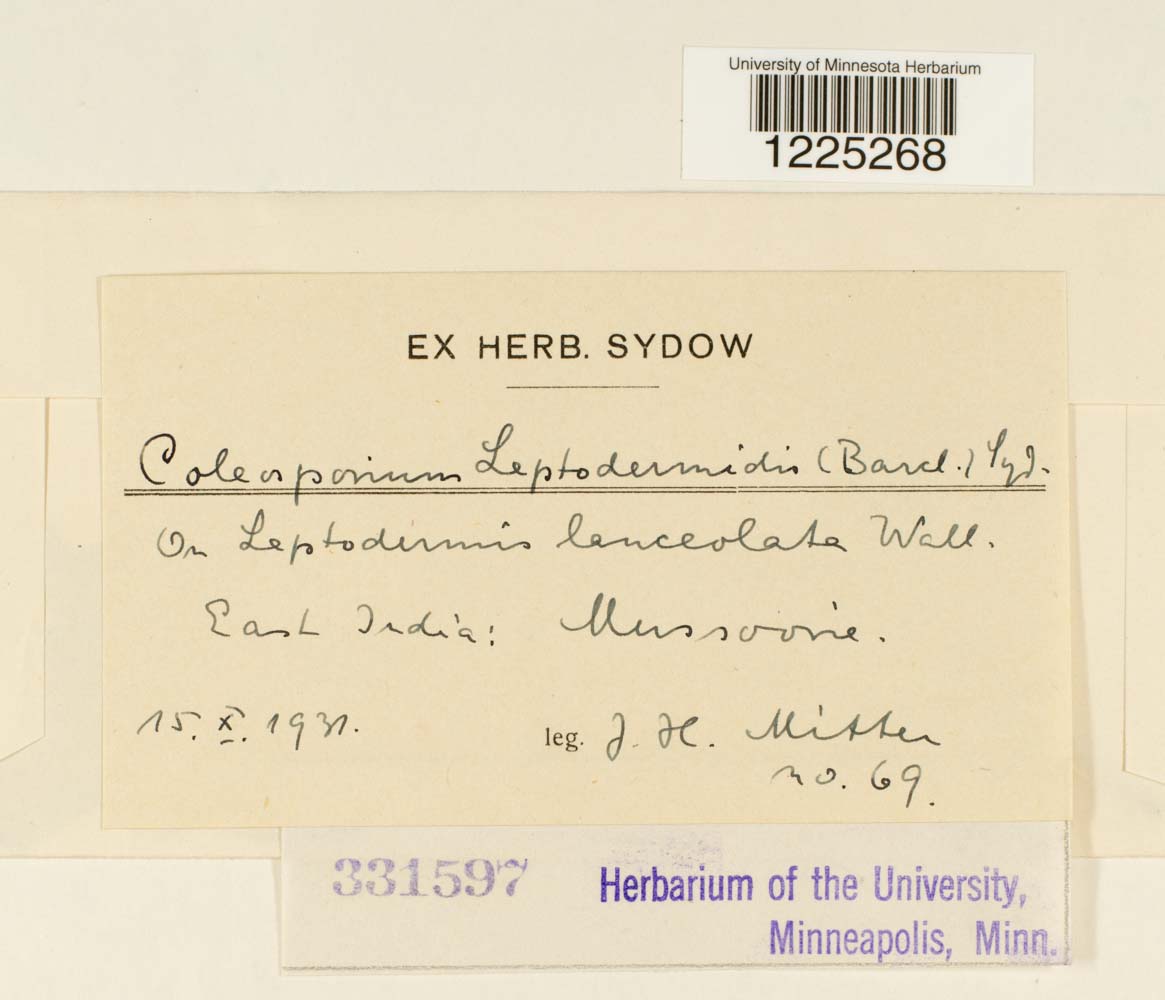 University of Minnesota Herbarium
1225268
EX HERB. SYDOW
Coleosporium Leptodermidis (Barcl.) Syd.
On Leptodermis lanceolata Wall.
East India: Mussoorie.
15. X. 1931.
leg. J. H. Mitter
no. 69.
331597
Herbarium of the University,
Minneapolis, Minn.